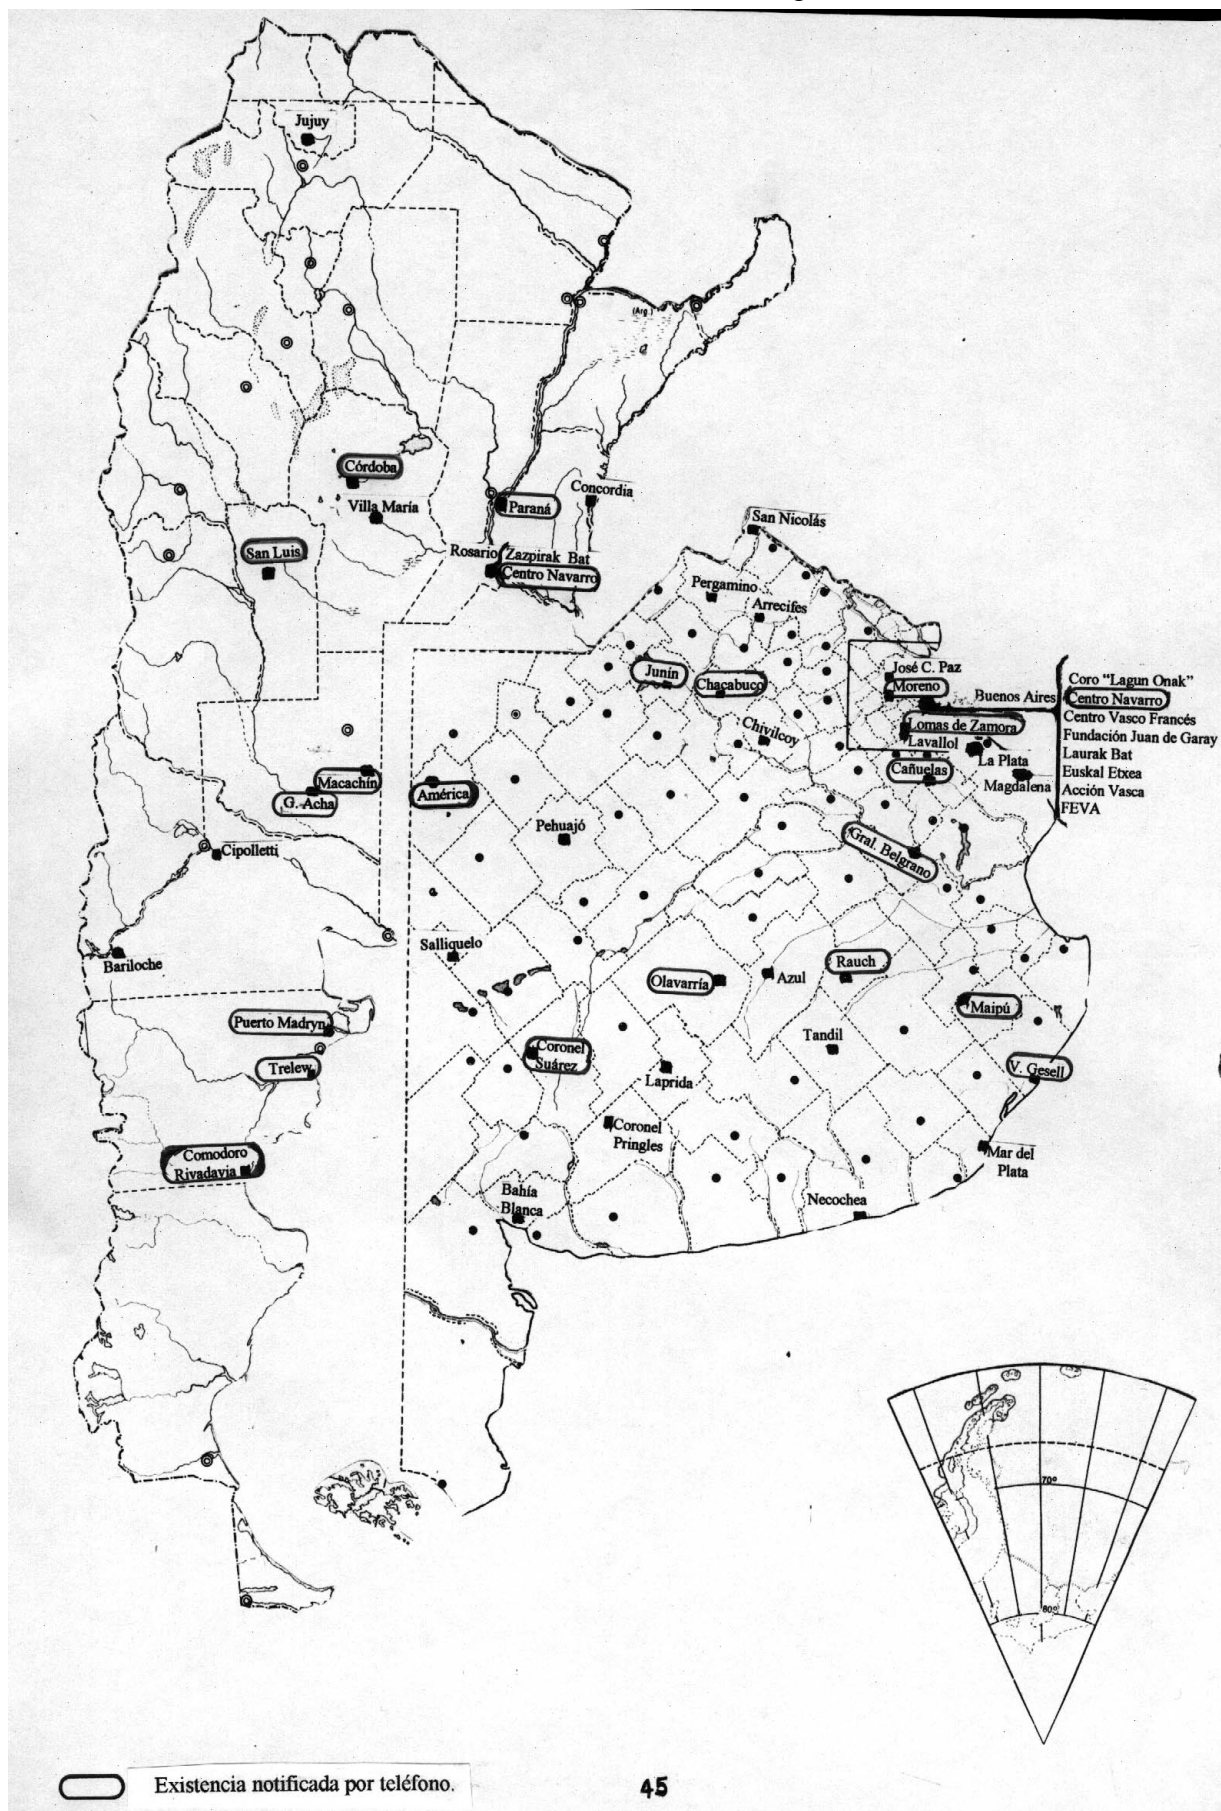 Jujuy
(Arg.)
Córdoba
Villa María
Paraná
Concordia
San Luis
Rosario
Zazpirak Bat
Centro Navarro
San Nicolás
Pergamino
Arrecifes
Junín
Chacabuco
Chivilcoy
José C. Paz
Moreno
Buenos Aires
Lomas de Zamora
Lavallol
La Plata
Cañuelas
Magdalena
Coro "Lagun Onak"
Centro Navarro
Centro Vasco Francés
Fundación Juan de Garay
Laurak Bat
Euskal Etxea
Acción Vasca
FEVA
Macachín
G. Acha
América
Pehuajó
Gral. Belgrano
Cipolletti
Bariloche
Salliquelo
Olavarría
Azul
Rauch
Maipú
Puerto Madryn
Trelew
Coronel
Suárez
Laprida
Tandil
V. Gesell
Coronel
Pringles
Mar del
Plata
Comodoro
Rivadavia
Bahía
Blanca
Necochea
70°
80°
Existencia notificada por teléfono.
45